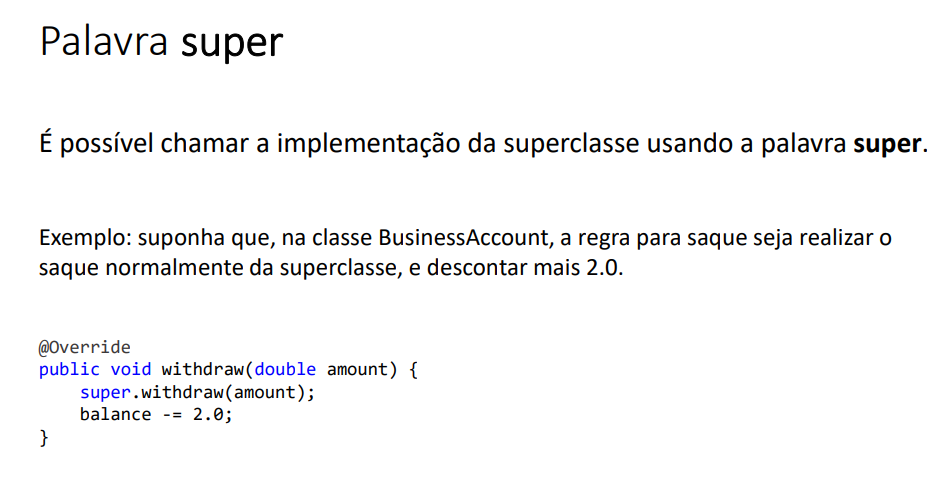 Palavra super
É possível chamar a implementação da superclasse usando a palavra super.
Exemplo: suponha que, na classe BusinessAccount, a regra para saque seja realizar o
saque normalmente da superclasse, e descontar mais 2.0.
@Override
public void withdraw(double amount) {
    super.withdraw(amount);
    balance -= 2.0;
}